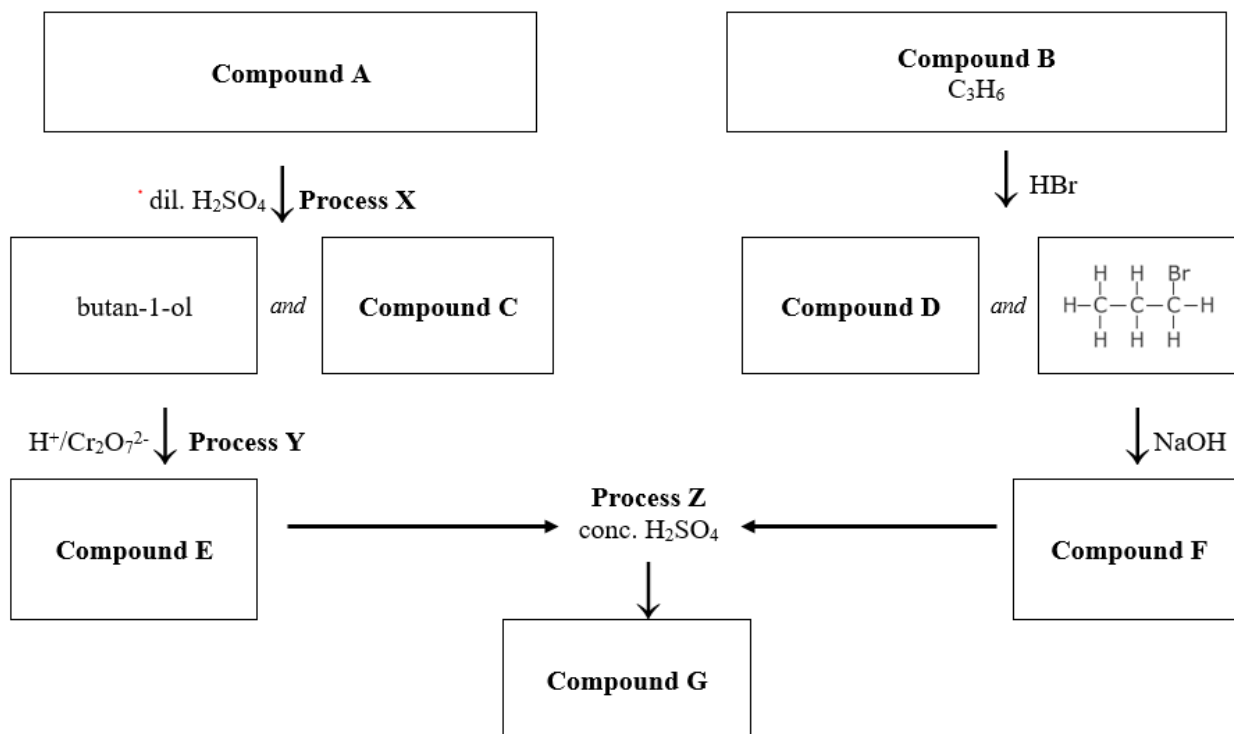 Compound A
Compound B
C₃H₆
dil. H₂SO₄ Process X
HBr
butan-1-ol
and
Compound C
Compound D
and
H H Br
H–C–C–C–H
H H H
H⁺/Cr₂O₇²⁻ Process Y
NaOH
Compound E
Process Z
conc. H₂SO₄
Compound F
Compound G